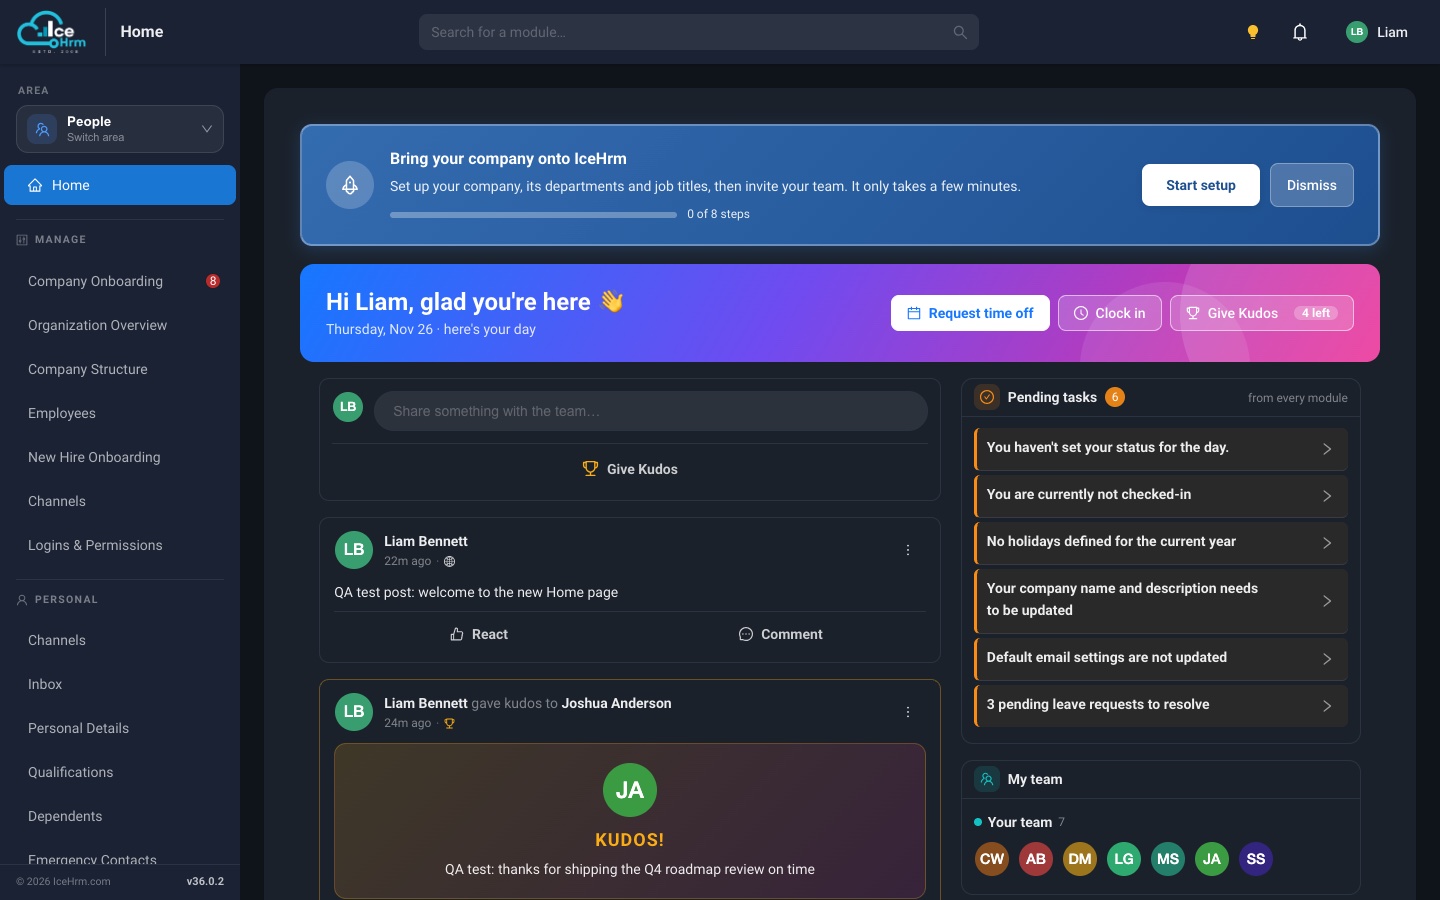 Ice
Hrm
ESTD. 2008
Home
Search for a module...
LB
Liam
AREA
People
Switch area
Home
MANAGE
Company Onboarding
8
Organization Overview
Company Structure
Employees
New Hire Onboarding
Channels
Logins & Permissions
PERSONAL
Channels
Inbox
Personal Details
Qualifications
Dependents
Emergency Contacts
© 2026 IceHrm.com
v36.0.2
Bring your company onto IceHrm
Set up your company, its departments and job titles, then invite your team. It only takes a few minutes.
0 of 8 steps
Start setup
Dismiss
Hi Liam, glad you're here 👋
Thursday, Nov 26 · here's your day
Request time off
Clock in
Give Kudos
4 left
LB
Share something with the team...
Give Kudos
LB
Liam Bennett
22m ago ·
QA test post: welcome to the new Home page
React
Comment
LB
Liam Bennett gave kudos to Joshua Anderson
24m ago ·
JA
KUDOS!
QA test: thanks for shipping the Q4 roadmap review on time
Pending tasks
6
from every module
You haven't set your status for the day.
You are currently not checked-in
No holidays defined for the current year
Your company name and description needs
to be updated
Default email settings are not updated
3 pending leave requests to resolve
My team
Your team 7
CW AB DM LG MS JA SS